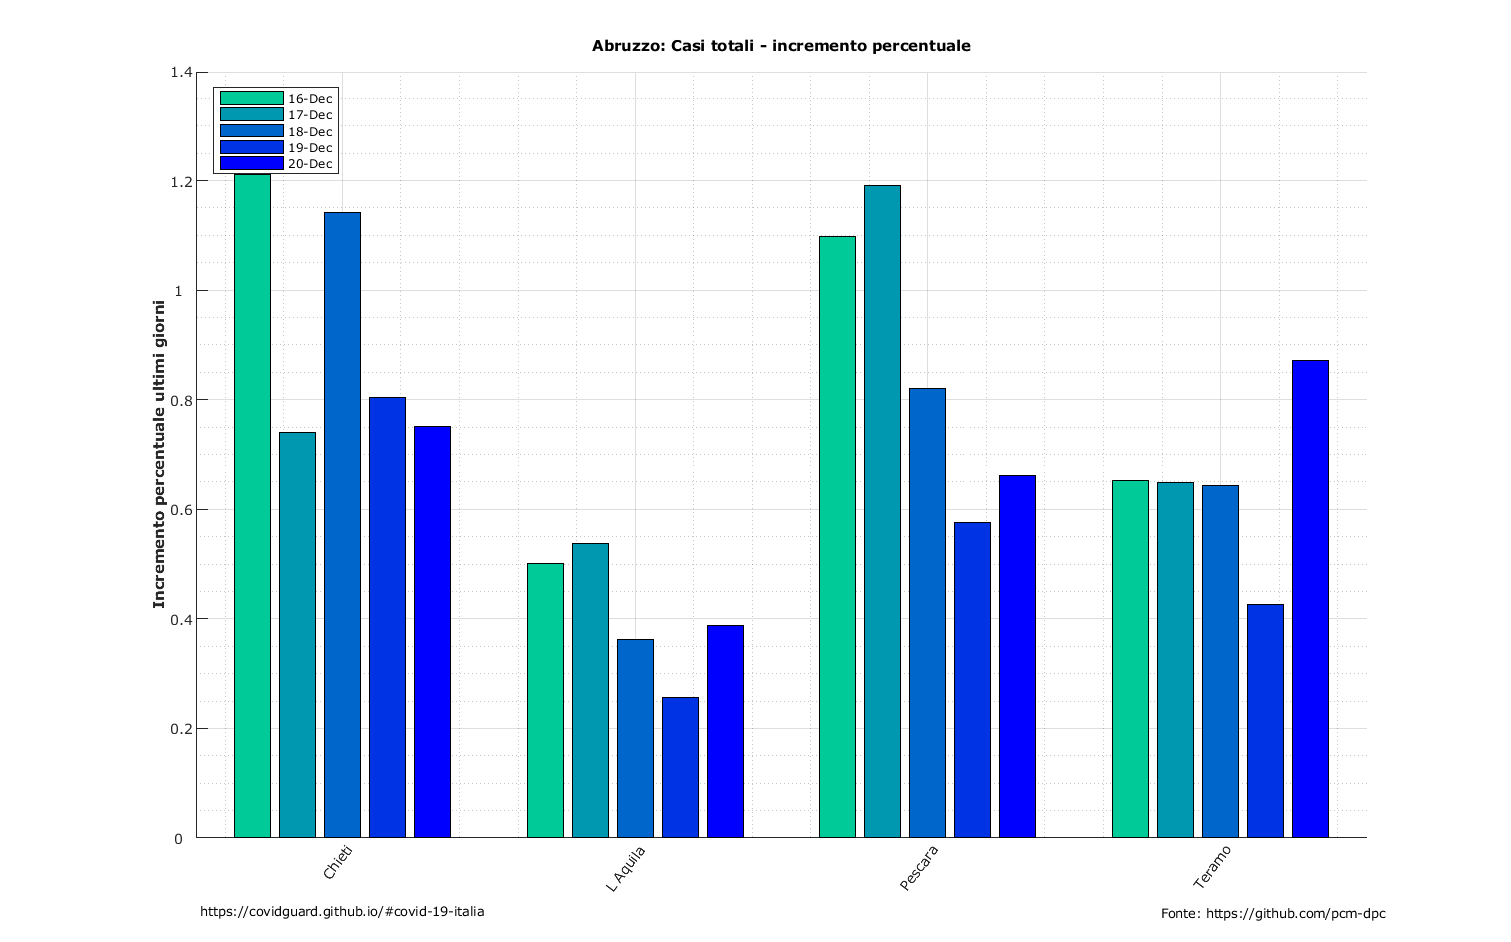 Abruzzo: Casi totali - incremento percentuale
1.4
1.2
1
0.8
0.6
0.4
0.2
0
Incremento percentuale ultimi giorni
16-Dec
17-Dec
18-Dec
19-Dec
20-Dec
Chieti
L Aquila
Pescara
Teramo
https://covidguard.github.io/#covid-19-italia
Fonte: https://github.com/pcm-dpc